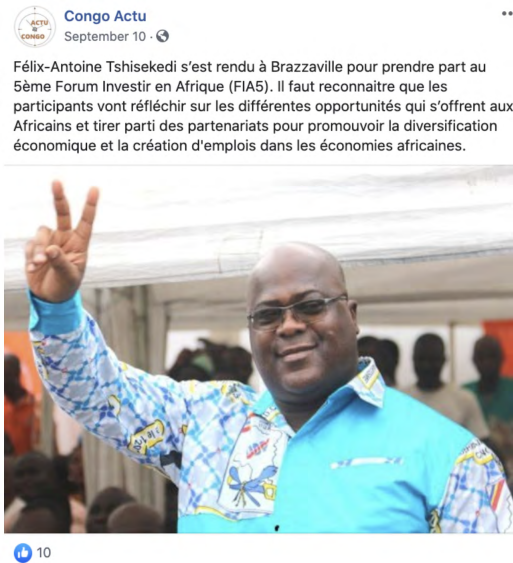 ACTU
CONGO
Congo Actu
September 10 ·
Félix-Antoine Tshisekedi s’est rendu à Brazzaville pour prendre part au
5ème Forum Investir en Afrique (FIA5). Il faut reconnaitre que les
participants vont réfléchir sur les différentes opportunités qui s’offrent aux
Africains et tirer parti des partenariats pour promouvoir la diversification
économique et la création d'emplois dans les économies africaines.
10